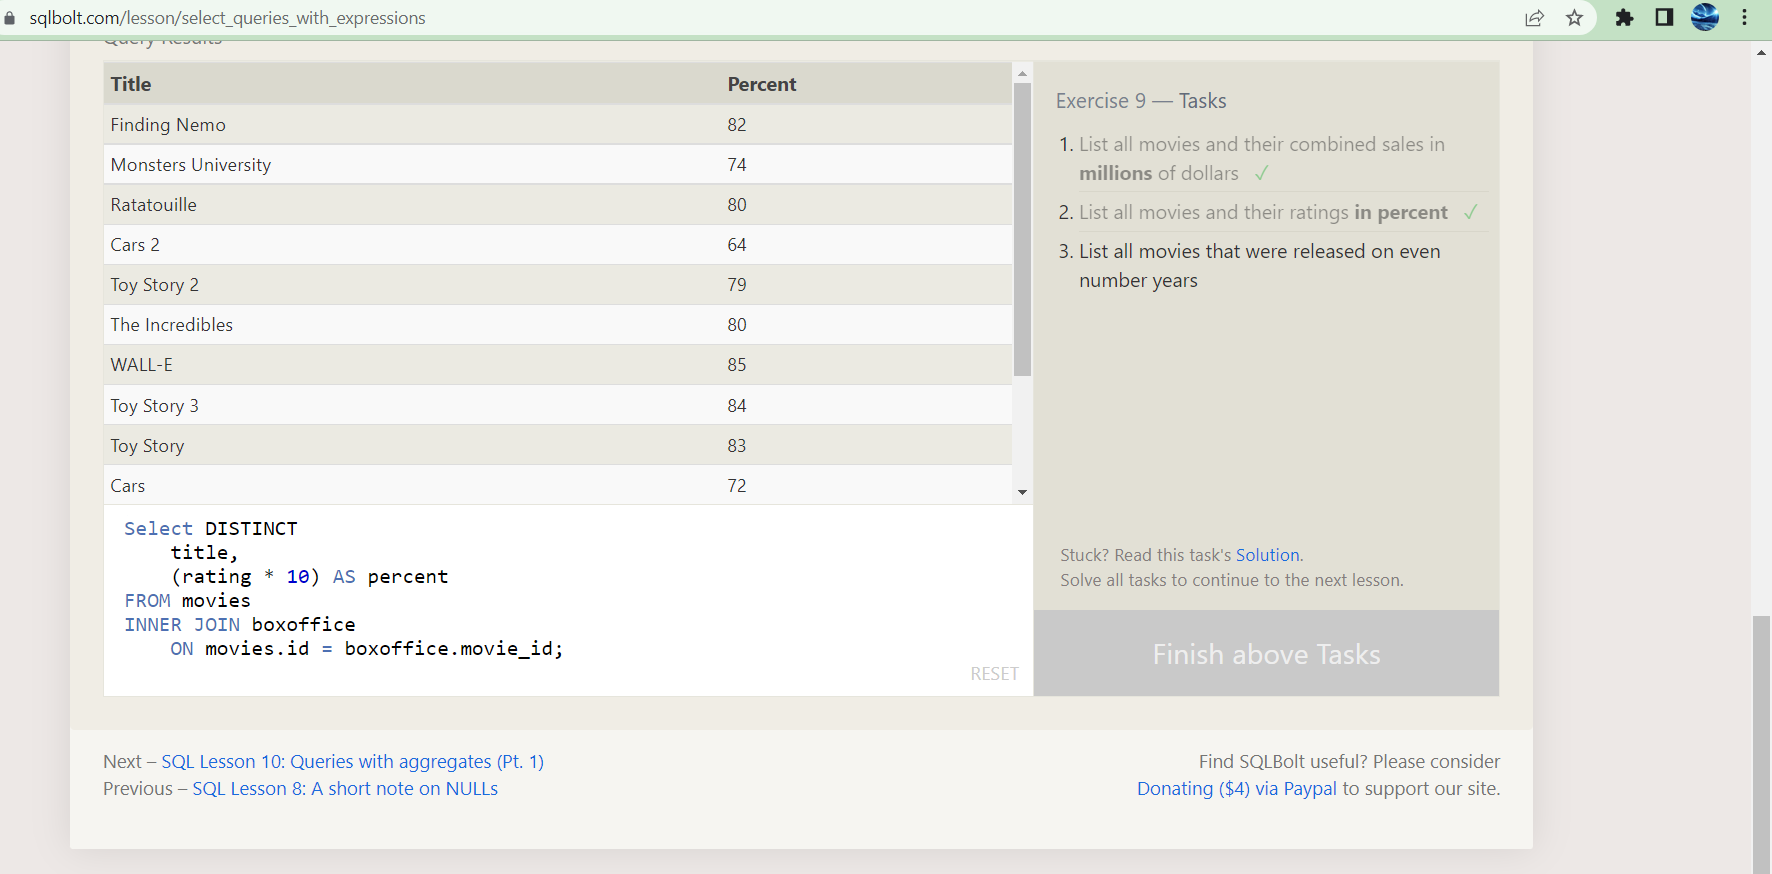 sqlbolt.com/lesson/select_queries_with_expressions
Query Results
Title Percent
Finding Nemo 82
Monsters University 74
Ratatouille 80
Cars 2 64
Toy Story 2 79
The Incredibles 80
WALL-E 85
Toy Story 3 84
Toy Story 83
Cars 72
Select DISTINCT
title,
(rating * 10) AS percent
FROM movies
INNER JOIN boxoffice
ON movies.id = boxoffice.movie_id;
RESET
Exercise 9 — Tasks
1. List all movies and their combined sales in
millions of dollars ✓
2. List all movies and their ratings in percent ✓
3. List all movies that were released on even
number years
Stuck? Read this task's Solution.
Solve all tasks to continue to the next lesson.
Finish above Tasks
Next – SQL Lesson 10: Queries with aggregates (Pt. 1)
Previous – SQL Lesson 8: A short note on NULLs
Find SQLBolt useful? Please consider
Donating ($4) via Paypal to support our site.